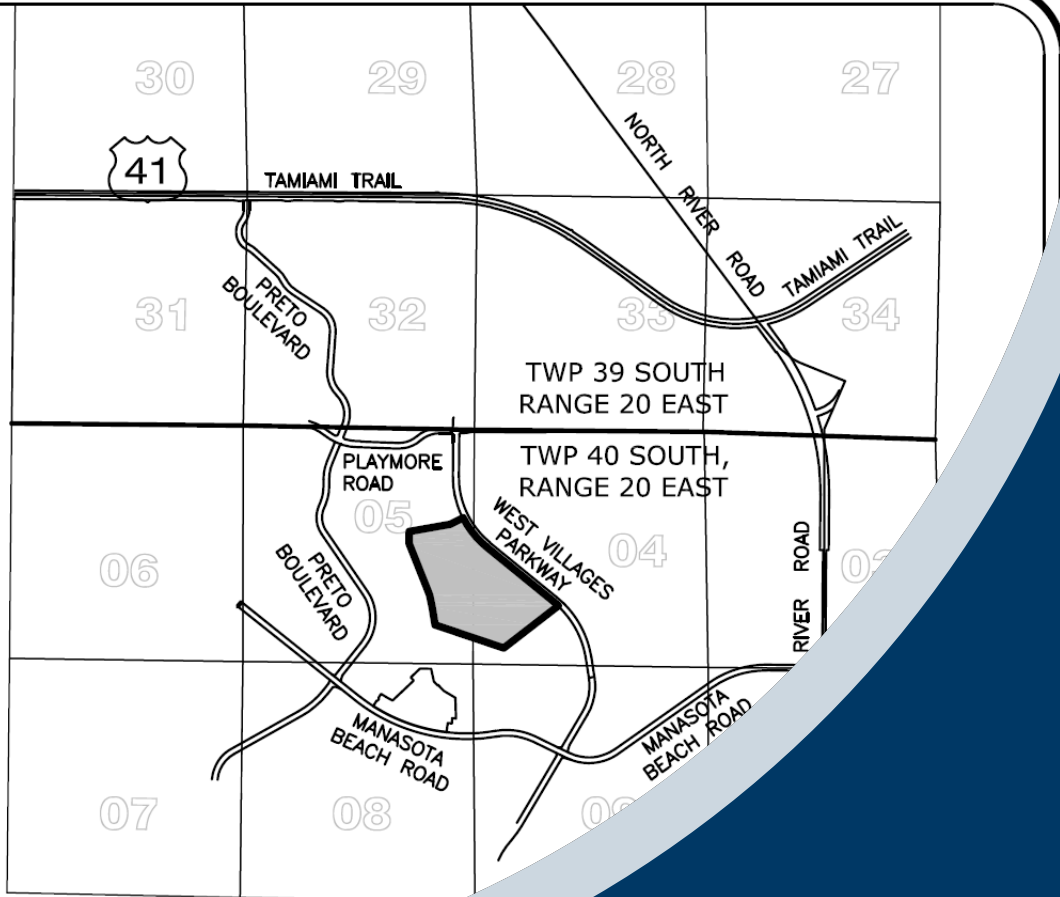 30
29
28
27
41
TAMIAMI TRAIL
NORTH RIVER ROAD
TAMIAMI TRAIL
PRETO
BOULEVARD
31
32
33
34
TWP 39 SOUTH
RANGE 20 EAST
TWP 40 SOUTH,
RANGE 20 EAST
PLAYMORE
ROAD
05
WEST VILLAGES
PARKWAY
04
06
PRETO
BOULEVARD
RIVER ROAD
MANASOTA
BEACH ROAD
MANASOTA
BEACH ROAD
07
08